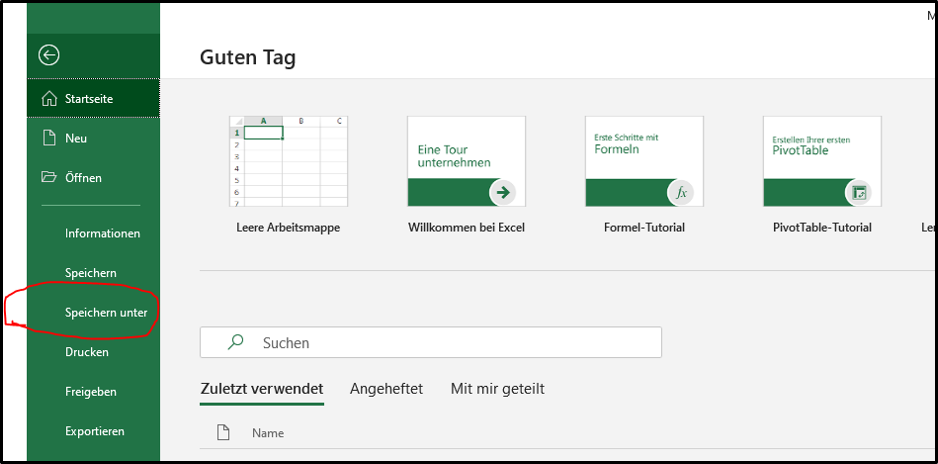 M
Guten Tag
Startseite
Neu
Öffnen
Informationen
Speichern
Speichern unter
Drucken
Freigeben
Exportieren
A B C
1
2
3
4
5
6
7
Leere Arbeitsmappe
Eine Tour
unternehmen
Willkommen bei Excel
Erste Schritte mit
Formeln
fx
Formel-Tutorial
Erstellen Ihrer ersten
PivotTable
PivotTable-Tutorial
Ler
Suchen
Zuletzt verwendet Angeheftet Mit mir geteilt
Name